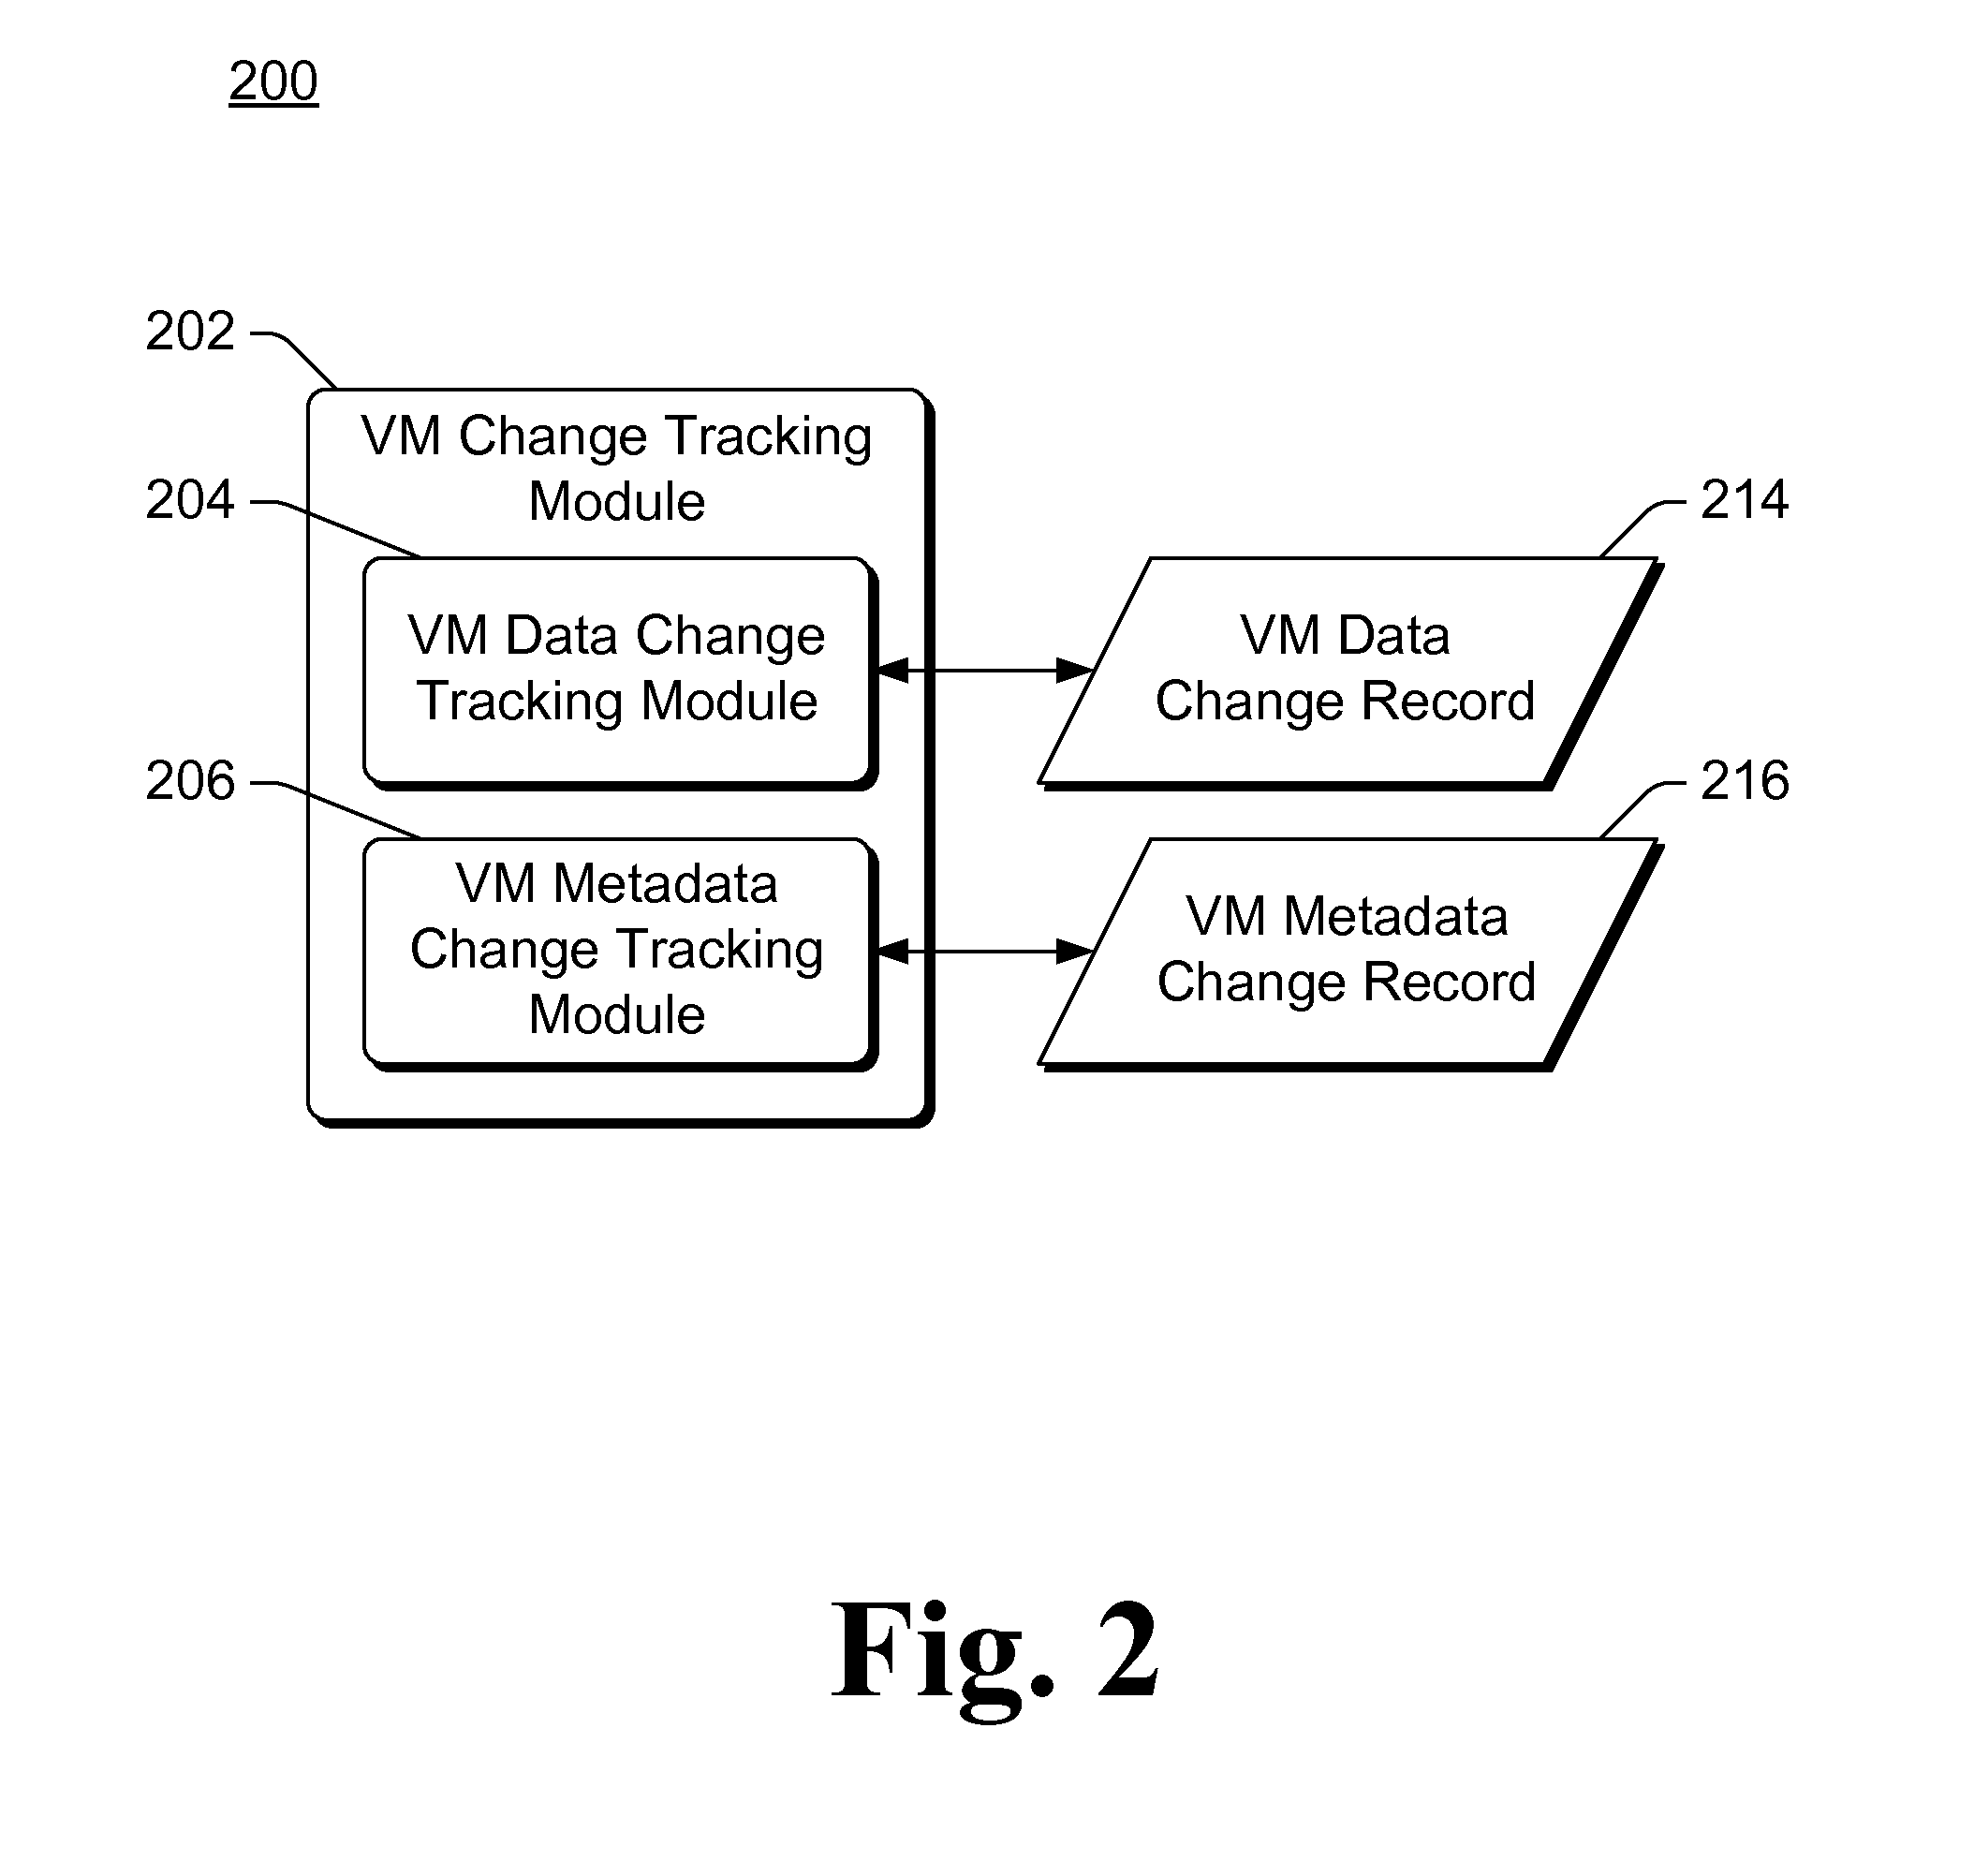 200
202
VM Change Tracking
Module
204
VM Data Change
Tracking Module
214
VM Data
Change Record
206
VM Metadata
Change Tracking
Module
216
VM Metadata
Change Record
Fig. 2